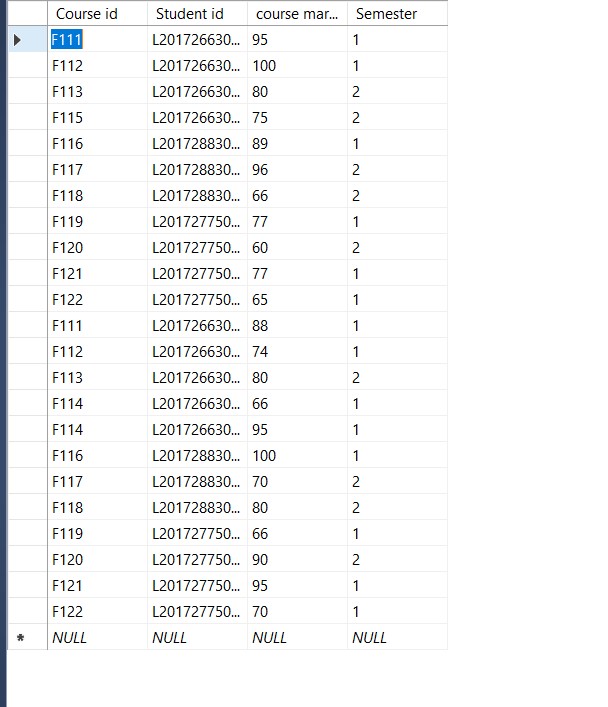 Course id Student id course mar... Semester
F111 L201726630... 95 1
F112 L201726630... 100 1
F113 L201726630... 80 2
F115 L201726630... 75 2
F116 L201728830... 89 1
F117 L201728830... 96 2
F118 L201728830... 66 2
F119 L201727750... 77 1
F120 L201727750... 60 2
F121 L201727750... 77 1
F122 L201727750... 65 1
F111 L201726630... 88 1
F112 L201726630... 74 1
F113 L201726630... 80 2
F114 L201726630... 66 1
F114 L201726630... 95 1
F116 L201728830... 100 1
F117 L201728830... 70 2
F118 L201728830... 80 2
F119 L201727750... 66 1
F120 L201727750... 90 2
F121 L201727750... 95 1
F122 L201727750... 70 1
* NULL NULL NULL NULL